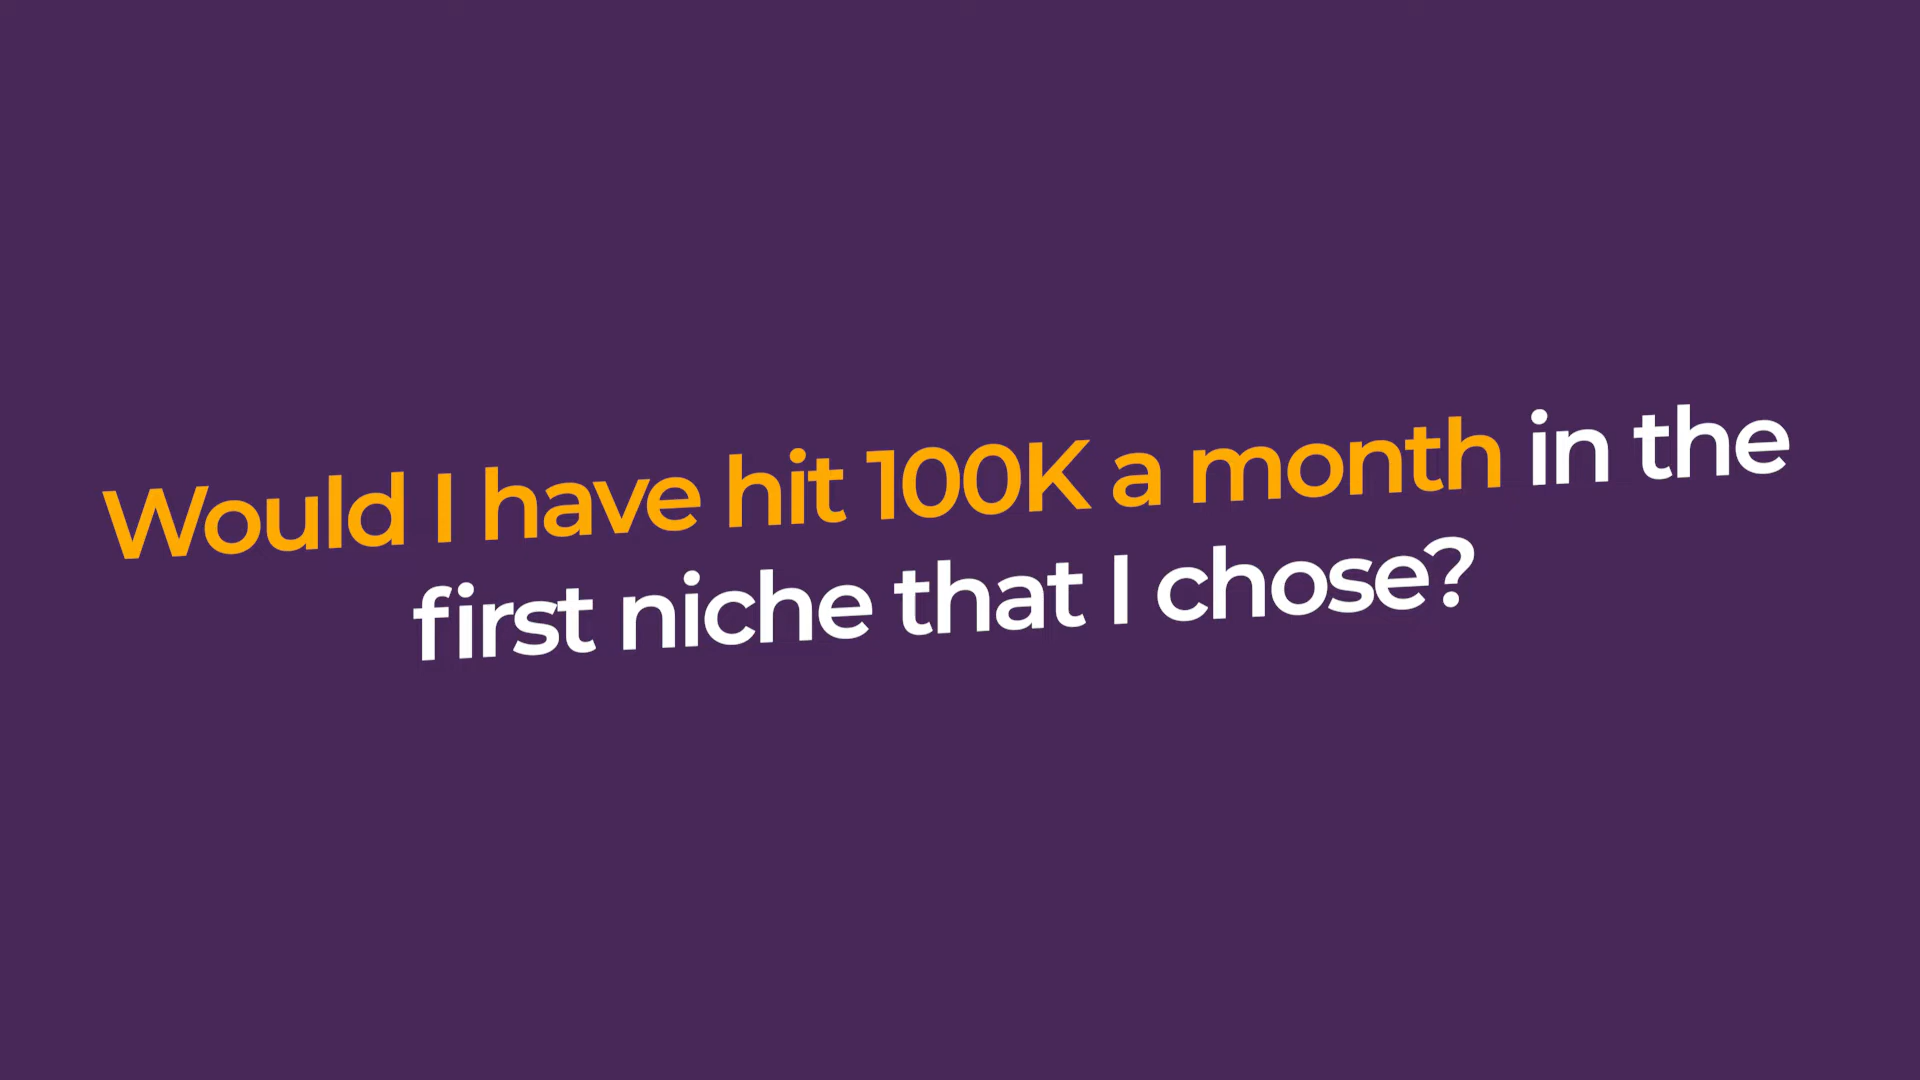 Would I have hit 100K a month in the
first niche that I chose?